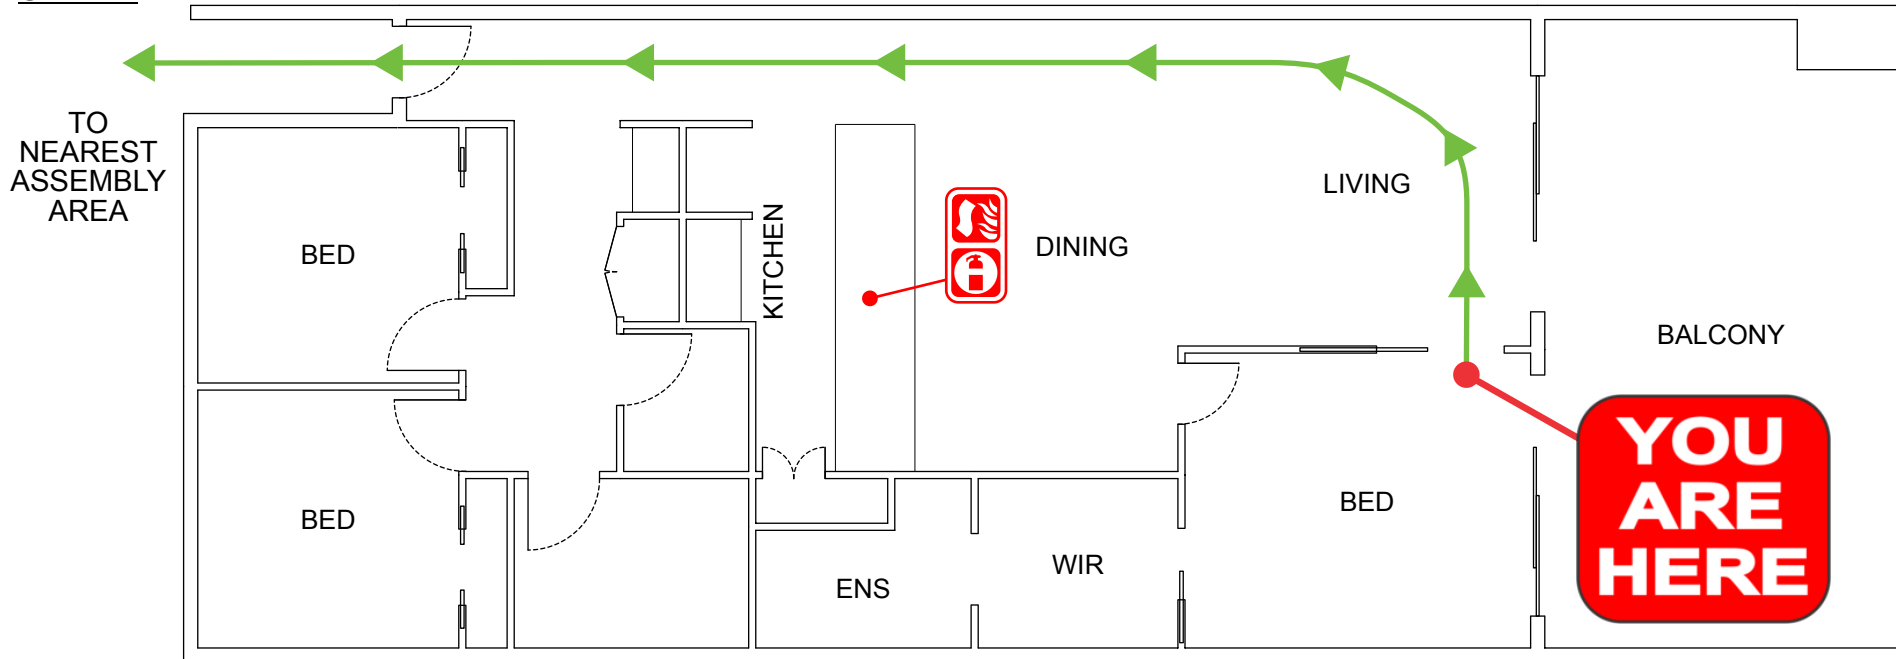 TO
NEAREST
ASSEMBLY
AREA
BED
KITCHEN
DINING
LIVING
BALCONY
BED
ENS
WIR
BED
YOU
ARE
HERE